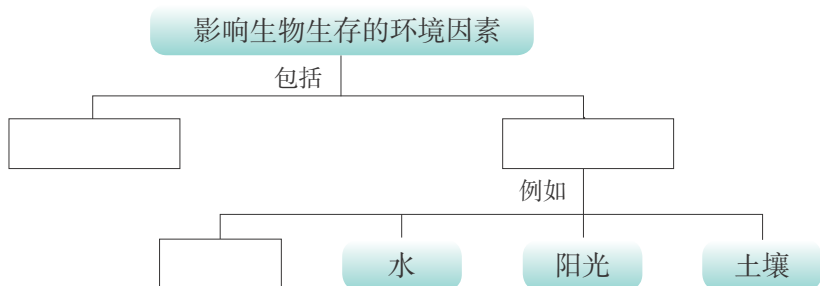 影响生物生存的环境因素
包括
例如
水
阳光
土壤